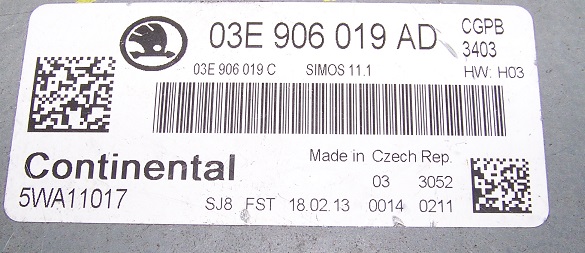 03E 906 019 AD CGPB
3403
03E 906 019 C SIMOS 11.1 HW: H03
Continental Made in Czech Rep.
03 3052
5WA11017 SJ8 FST 18.02.13 0014 0211